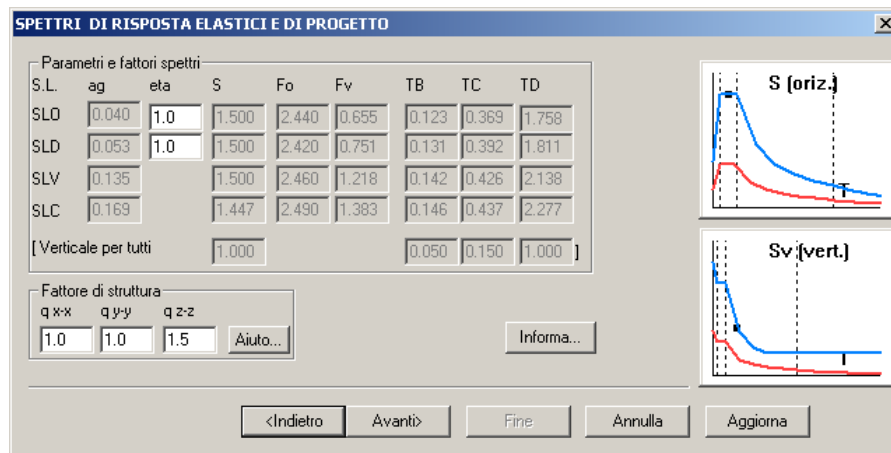 SPETTRI DI RISPOSTA ELASTICI E DI PROGETTO
Parametri e fattori spettri
S.L. ag eta S Fo Fv TB TC TD
SLO 0.040 1.0 1.500 2.440 0.655 0.123 0.369 1.758
SLD 0.053 1.0 1.500 2.420 0.751 0.131 0.392 1.811
SLV 0.135 1.500 2.460 1.218 0.142 0.426 2.138
SLC 0.169 1.447 2.490 1.383 0.146 0.437 2.277
[ Verticale per tutti 1.000 0.050 0.150 1.000 ]
Fattore di struttura
q x-x q y-y q z-z
1.0 1.0 1.5 Aiuto...
Informa...
S (oriz.)
T
Sv (vert.)
T
<Indietro Avanti> Fine Annulla Aggiorna